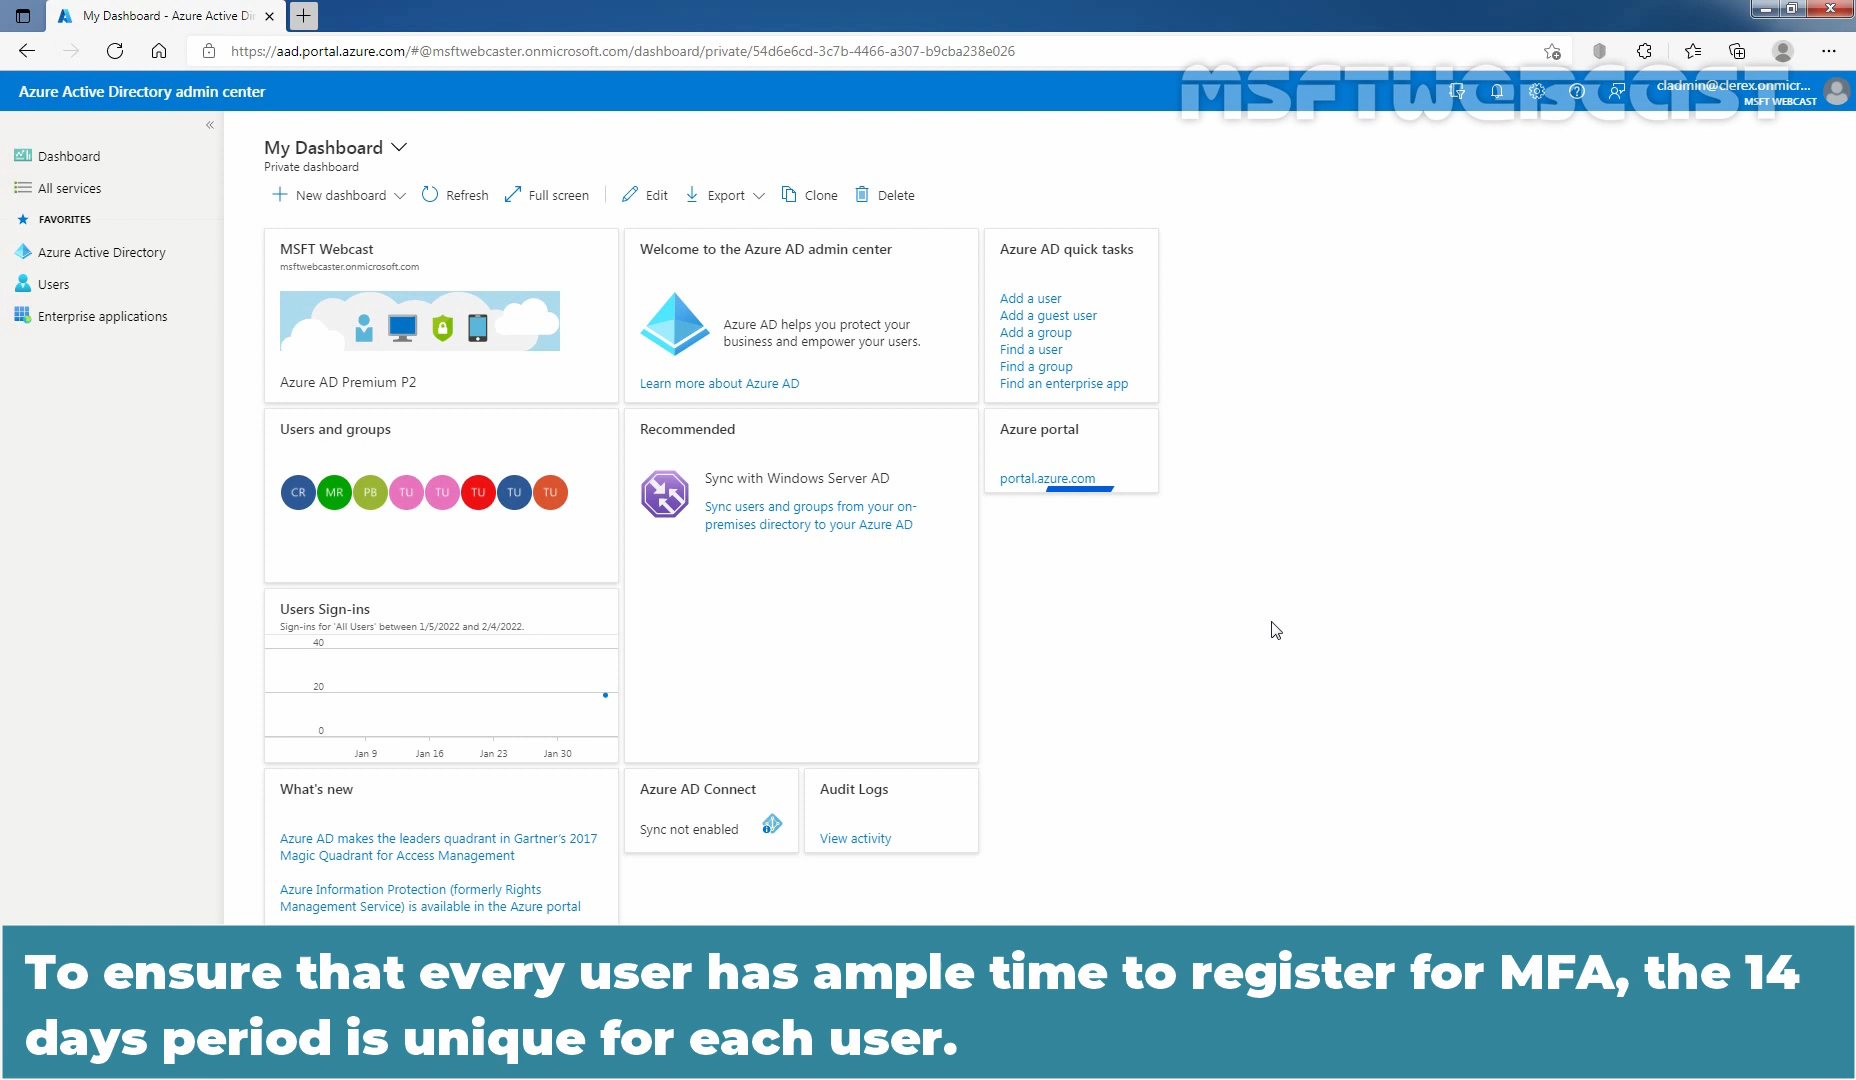 My Dashboard - Azure Active Di
https://aad.portal.azure.com/#@msftwebcaster.onmicrosoft.com/dashboard/private/54d6e6cd-3c7b-4466-a307-b9cba238e026
MSFTWEBCAST
Azure Active Directory admin center
cladmin@clerex.onmicr...
MSFT WEBCAST
Dashboard
All services
FAVORITES
Azure Active Directory
Users
Enterprise applications
My Dashboard
Private dashboard
New dashboard
Refresh
Full screen
Edit
Export
Clone
Delete
MSFT Webcast
msftwebcaster.onmicrosoft.com
Azure AD Premium P2
Welcome to the Azure AD admin center
Azure AD helps you protect your
business and empower your users.
Learn more about Azure AD
Azure AD quick tasks
Add a user
Add a guest user
Add a group
Find a user
Find a group
Find an enterprise app
Users and groups
CR MR PB TU TU TU TU TU
Recommended
Sync with Windows Server AD
Sync users and groups from your on-
premises directory to your Azure AD
Azure portal
portal.azure.com
Users Sign-ins
Sign-ins for 'All Users' between 1/5/2022 and 2/4/2022.
40
20
0
Jan 9 Jan 16 Jan 23 Jan 30
What's new
Azure AD makes the leaders quadrant in Gartner's 2017
Magic Quadrant for Access Management
Azure Information Protection (formerly Rights
Management Service) is available in the Azure portal
Azure AD Connect
Sync not enabled
Audit Logs
View activity
To ensure that every user has ample time to register for MFA, the 14
days period is unique for each user.